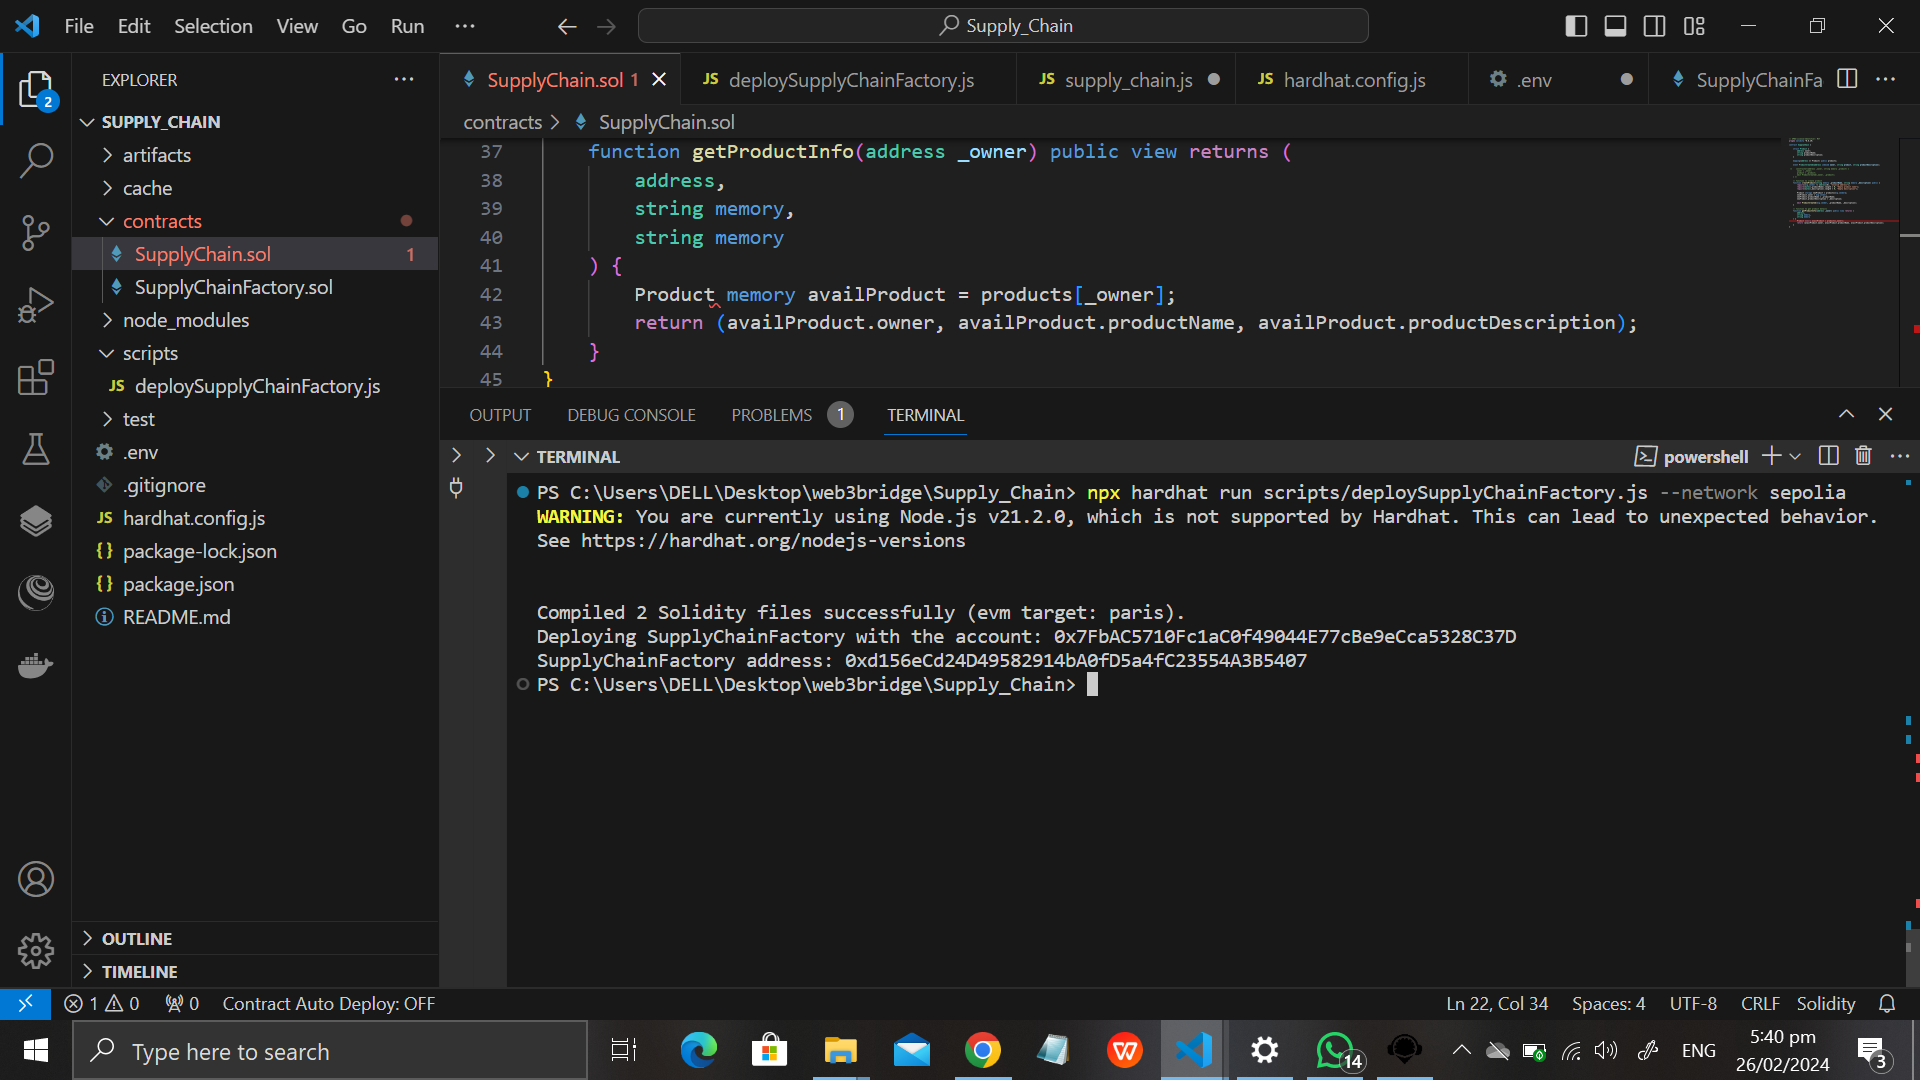 File Edit Selection View Go Run ··· Supply_Chain
EXPLORER ···
SUPPLY_CHAIN
artifacts
cache
contracts
SupplyChain.sol 1
SupplyChainFactory.sol
node_modules
scripts
JS deploySupplyChainFactory.js
test
.env
.gitignore
JS hardhat.config.js
{} package-lock.json
{} package.json
README.md
OUTLINE
TIMELINE
2
SupplyChain.sol 1 JS deploySupplyChainFactory.js JS supply_chain.js JS hardhat.config.js .env SupplyChainFa
contracts > SupplyChain.sol
37 function getProductInfo(address _owner) public view returns (
38 address,
39 string memory,
40 string memory
41 ) {
42 Product memory availProduct = products[_owner];
43 return (availProduct.owner, availProduct.productName, availProduct.productDescription);
44 }
45 }
OUTPUT DEBUG CONSOLE PROBLEMS 1 TERMINAL
TERMINAL powershell
PS C:\Users\DELL\Desktop\web3bridge\Supply_Chain> npx hardhat run scripts/deploySupplyChainFactory.js --network sepolia
WARNING: You are currently using Node.js v21.2.0, which is not supported by Hardhat. This can lead to unexpected behavior.
See https://hardhat.org/nodejs-versions
Compiled 2 Solidity files successfully (evm target: paris).
Deploying SupplyChainFactory with the account: 0x7FbAC5710Fc1aC0f49044E77cBe9eCca5328C37D
SupplyChainFactory address: 0xd156eCd24D49582914bA0fD5a4fC23554A3B5407
PS C:\Users\DELL\Desktop\web3bridge\Supply_Chain>
1 0 0 Contract Auto Deploy: OFF Ln 22, Col 34 Spaces: 4 UTF-8 CRLF Solidity
Type here to search W 14 ENG 5:40 pm 3
26/02/2024